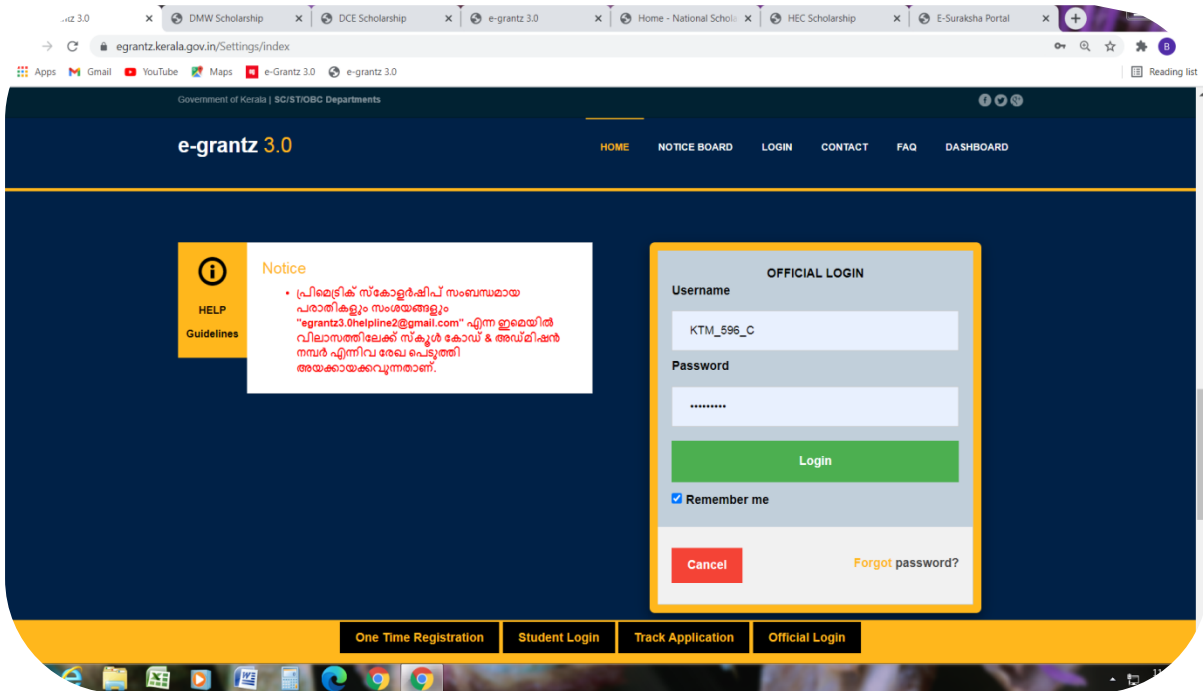 DMW Scholarship
DCE Scholarship
e-grantz 3.0
Home - National Schola
HEC Scholarship
E-Suraksha Portal
egrantz.kerala.gov.in/Settings/index
B
Apps Gmail YouTube Maps e-Grantz 3.0 e-grantz 3.0
Reading list
Government of Kerala | SC/ST/OBC Departments
e-grantz 3.0
HOME NOTICE BOARD LOGIN CONTACT FAQ DASHBOARD
HELP
Guidelines
Notice
പ്രിമെട്രിക് സ്കോളർഷിപ് സംബന്ധമായ
പരാതികളും സംശയങ്ങളും
"egrantz3.0helpline2@gmail.com" എന്ന ഇമെയിൽ
വിലാസത്തിലേക്ക് സ്കൂൾ കോഡ് & അഡ്മിഷൻ
നമ്പർ എന്നിവ രേഖ പെടുത്തി
അയക്കായക്കവുന്നതാണ്.
OFFICIAL LOGIN
Username
KTM_596_C
Password
Login
Remember me
Cancel
Forgot password?
One Time Registration
Student Login
Track Application
Official Login